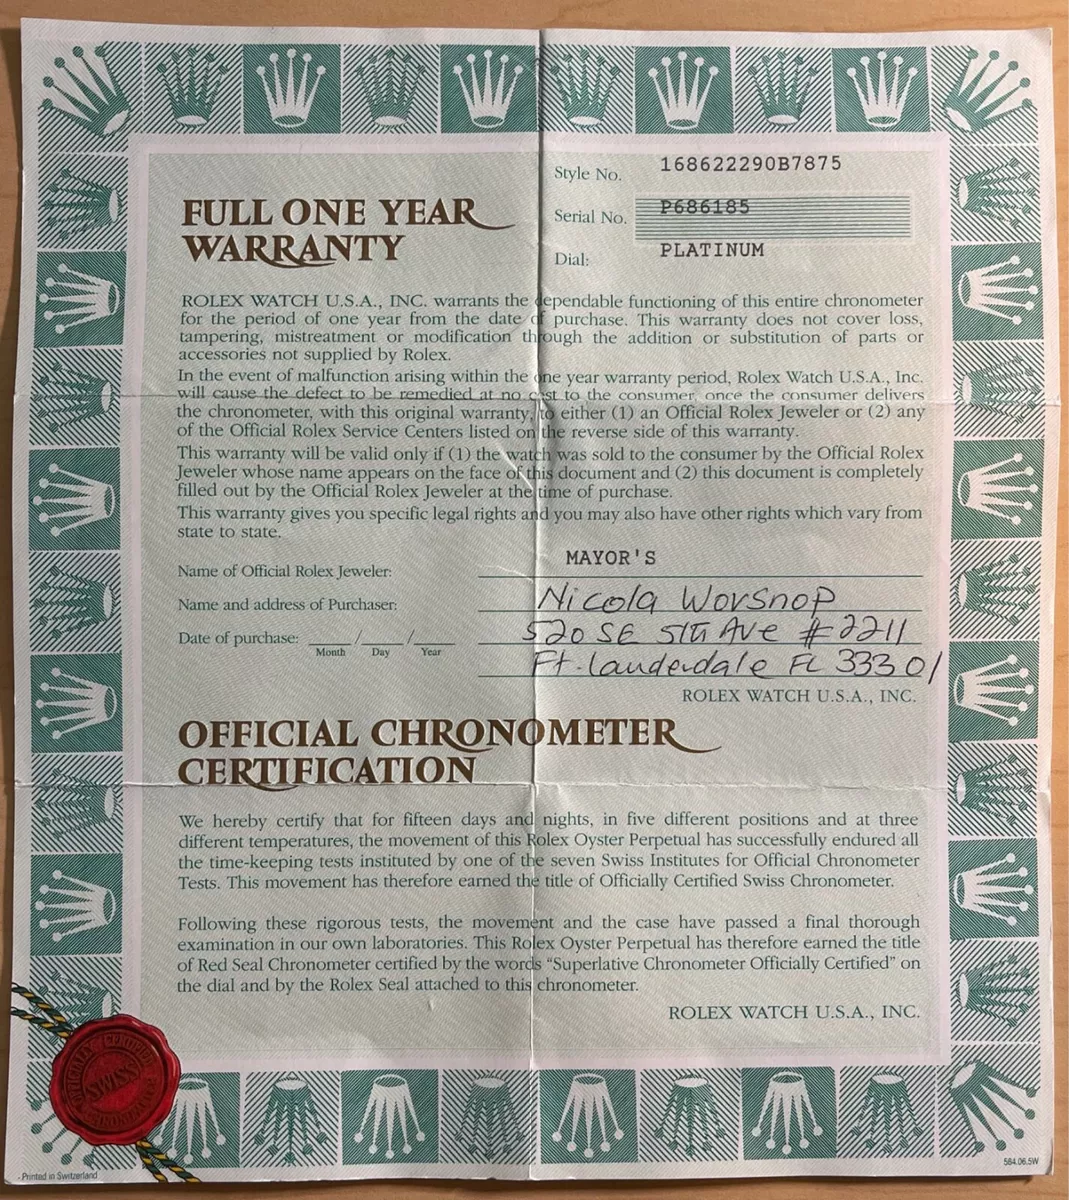 Style No. 168622290B7875
Serial No. P686185
Dial: PLATINUM
FULL ONE YEAR
WARRANTY
ROLEX WATCH U.S.A., INC. warrants the dependable functioning of this entire chronometer
for the period of one year from the date of purchase. This warranty does not cover loss,
tampering, mistreatment or modification through the addition or substitution of parts or
accessories not supplied by Rolex.
In the event of malfunction arising within the one year warranty period, Rolex Watch U.S.A., Inc.
will cause the defect to be remedied at no cost to the consumer, once the consumer delivers
the chronometer, with this original warranty, to either (1) an Official Rolex Jeweler or (2) any
of the Official Rolex Service Centers listed on the reverse side of this warranty.
This warranty will be valid only if (1) the watch was sold to the consumer by the Official Rolex
Jeweler whose name appears on the face of this document and (2) this document is completely
filled out by the Official Rolex Jeweler at the time of purchase.
This warranty gives you specific legal rights and you may also have other rights which vary from
state to state.
Name of Official Rolex Jeweler: MAYOR'S
Name and address of Purchaser: Nicola Worsnop
Date of purchase: / / 520 SE 5TH Ave #2211
Month Day Year
Ft. Lauderdale FL 33301
ROLEX WATCH U.S.A., INC.
OFFICIAL CHRONOMETER
CERTIFICATION
We hereby certify that for fifteen days and nights, in five different positions and at three
different temperatures, the movement of this Rolex Oyster Perpetual has successfully endured all
the time-keeping tests instituted by one of the seven Swiss Institutes for Official Chronometer
Tests. This movement has therefore earned the title of Officially Certified Swiss Chronometer.
Following these rigorous tests, the movement and the case have passed a final thorough
examination in our own laboratories. This Rolex Oyster Perpetual has therefore earned the title
of Red Seal Chronometer certified by the words “Superlative Chronometer Officially Certified” on
the dial and by the Rolex Seal attached to this chronometer.
ROLEX WATCH U.S.A., INC.
OFFICIALLY CERTIFIED
SWISS
CHRONOMETER
Printed in Switzerland
564.06.5W